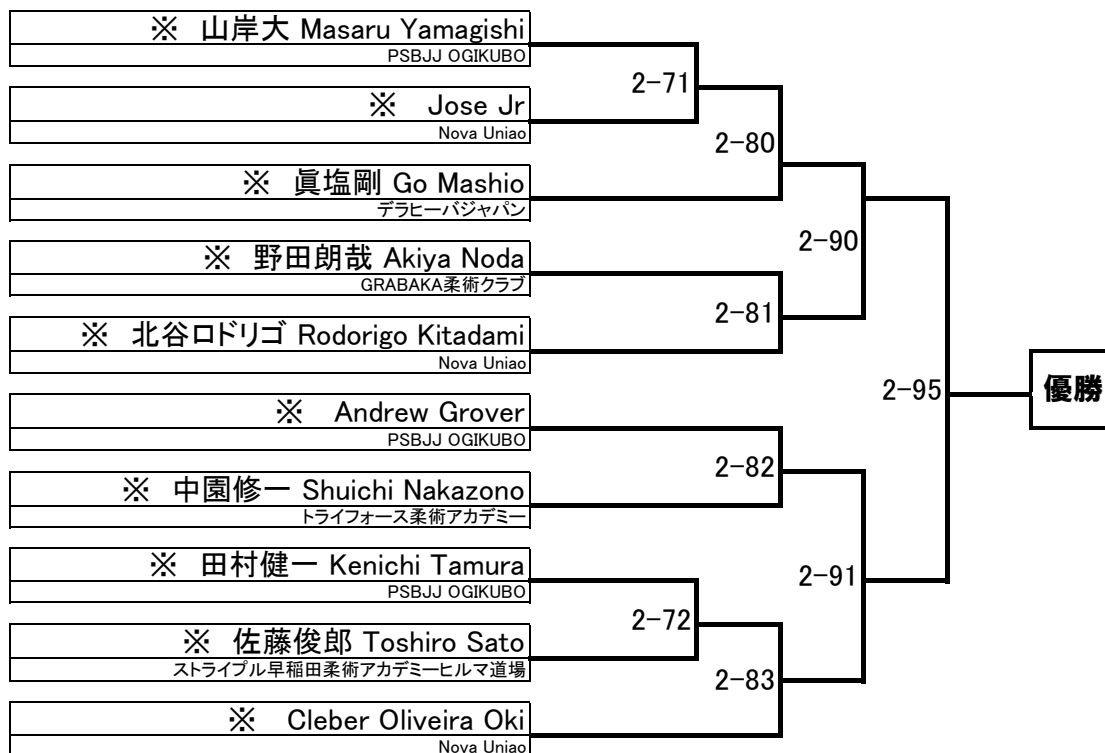 ※ 山岸大 Masaru Yamagishi
PSBJJ OGIKUBO
2-71
※ Jose Jr
Nova Uniao
2-80
※ 眞塩剛 Go Mashio
デラヒーバジャパン
2-90
※ 野田朗哉 Akiya Noda
GRABAKA柔術クラブ
2-81
※ 北谷ロドリゴ Rodorigo Kitadami
Nova Uniao
2-95
優勝
※ Andrew Grover
PSBJJ OGIKUBO
2-82
※ 中園修一 Shuichi Nakazono
トライフォース柔術アカデミー
※ 田村健一 Kenichi Tamura
PSBJJ OGIKUBO
2-91
2-72
※ 佐藤俊郎 Toshiro Sato
ストライプル早稲田柔術アカデミーヒルマ道場
2-83
※ Cleber Oliveira Oki
Nova Uniao